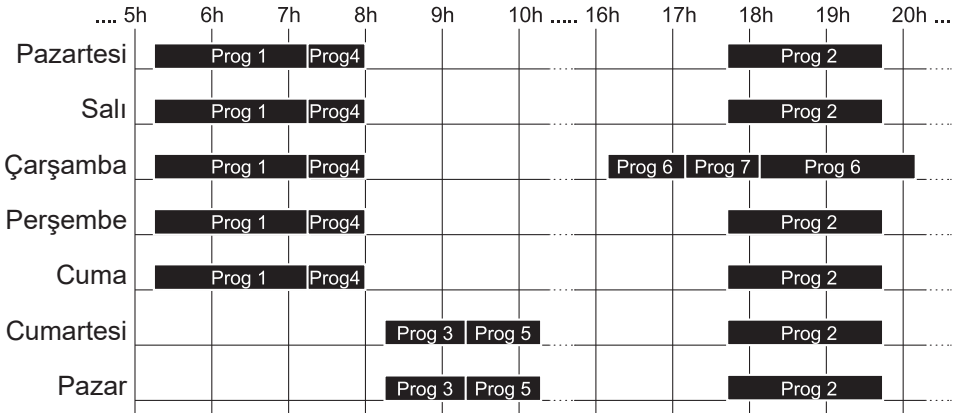 .... 5h 6h 7h 8h 9h 10h ..... 16h 17h 18h 19h 20h ...
Pazartesi Prog 1 Prog4 Prog 2
Salı Prog 1 Prog4 Prog 2
Çarşamba Prog 1 Prog4 Prog 6 Prog 7 Prog 6
Perşembe Prog 1 Prog4 Prog 2
Cuma Prog 1 Prog4 Prog 2
Cumartesi Prog 3 Prog 5 Prog 2
Pazar Prog 3 Prog 5 Prog 2